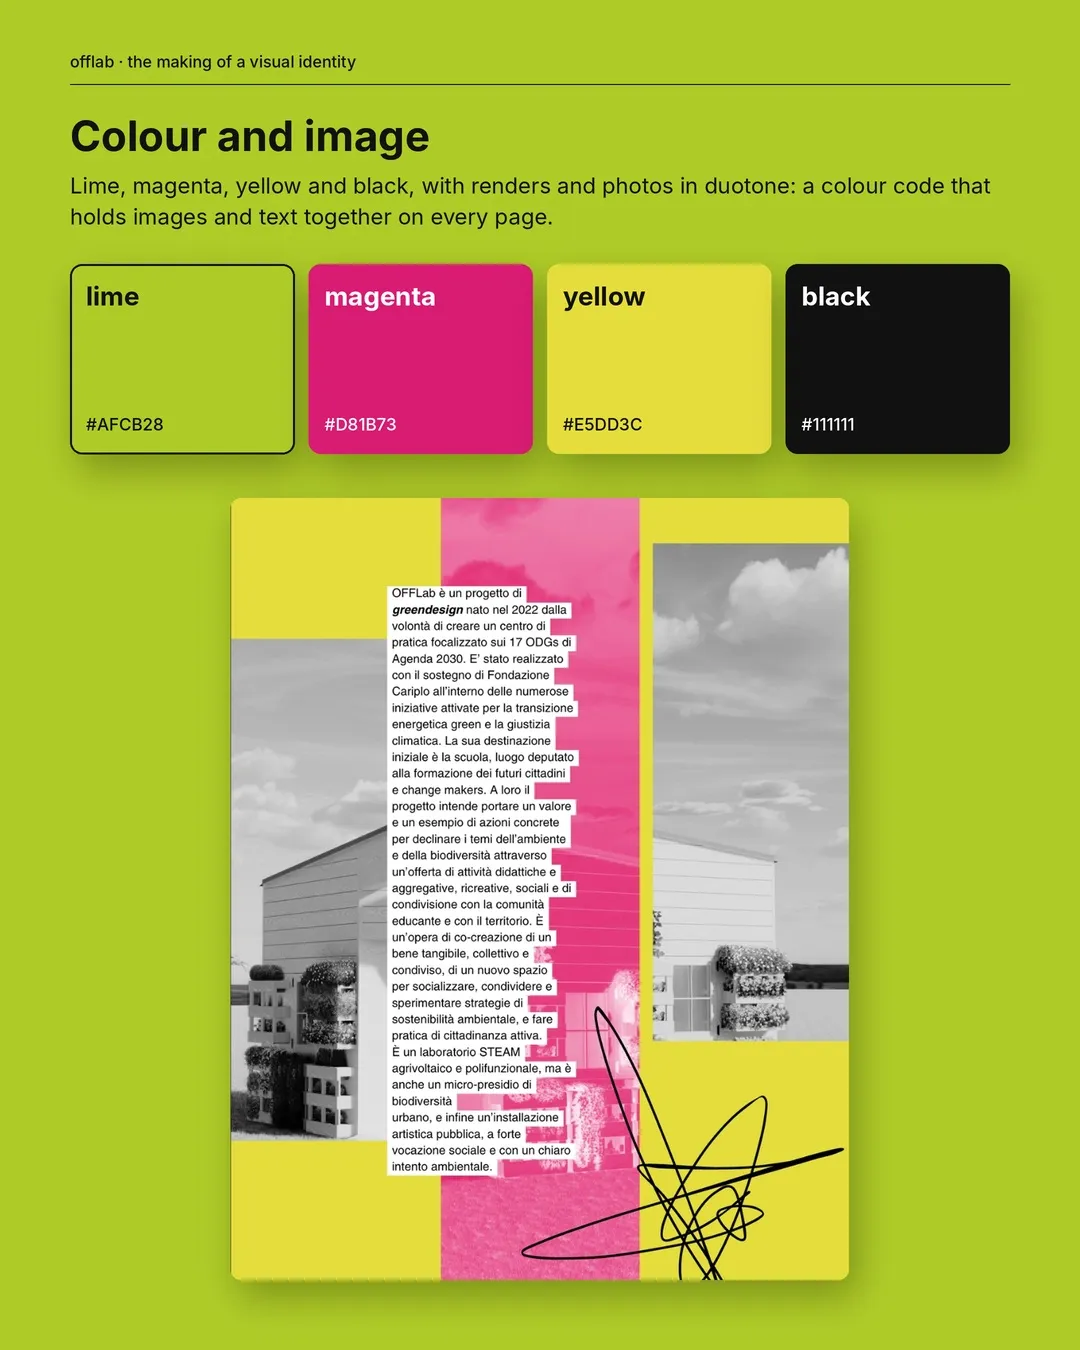 offlab · the making of a visual identity
Colour and image
Lime, magenta, yellow and black, with renders and photos in duotone: a colour code that
holds images and text together on every page.
lime
magenta
yellow
black
#AFCB28
#D81B73
#E5DD3C
#111111
OFFLab è un progetto di
greendesign nato nel 2022 dalla
volontà di creare un centro di
pratica focalizzato sui 17 ODGs di
Agenda 2030. E' stato realizzato
con il sostegno di Fondazione
Cariplo all'interno delle numerose
iniziative attivate per la transizione
energetica green e la giustizia
climatica. La sua destinazione
iniziale è la scuola, luogo deputato
alla formazione dei futuri cittadini
e change makers. A loro il
progetto intende portare un valore
e un esempio di azioni concrete
per declinare i temi dell'ambiente
e della biodiversità attraverso
un'offerta di attività didattiche e
aggregative, ricreative, sociali e di
condivisione con la comunità
educante e con il territorio. È
un'opera di co-creazione di un
bene tangibile, collettivo e
condiviso, di un nuovo spazio
per socializzare, condividere e
sperimentare strategie di
sostenibilità ambientale, e fare
pratica di cittadinanza attiva.
È un laboratorio STEAM
agrivoltaico e polifunzionale, ma è
anche un micro-presidio di
biodiversità
urbano, e infine un'installazione
artistica pubblica, a forte
vocazione sociale e con un chiaro
intento ambientale.